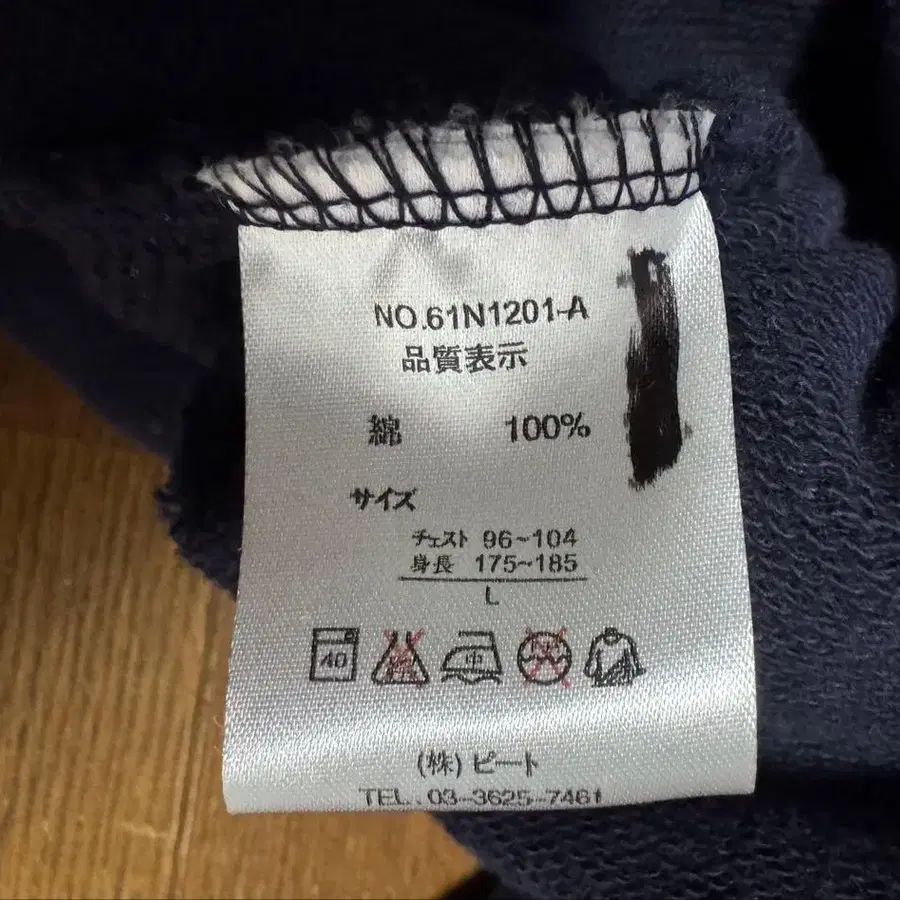 NO.61N1201-A
品質表示
綿 100%
サイズ
チェスト 96~104
身長 175~185
L
40 中
(株)ピート
TEL.03-3625-7461